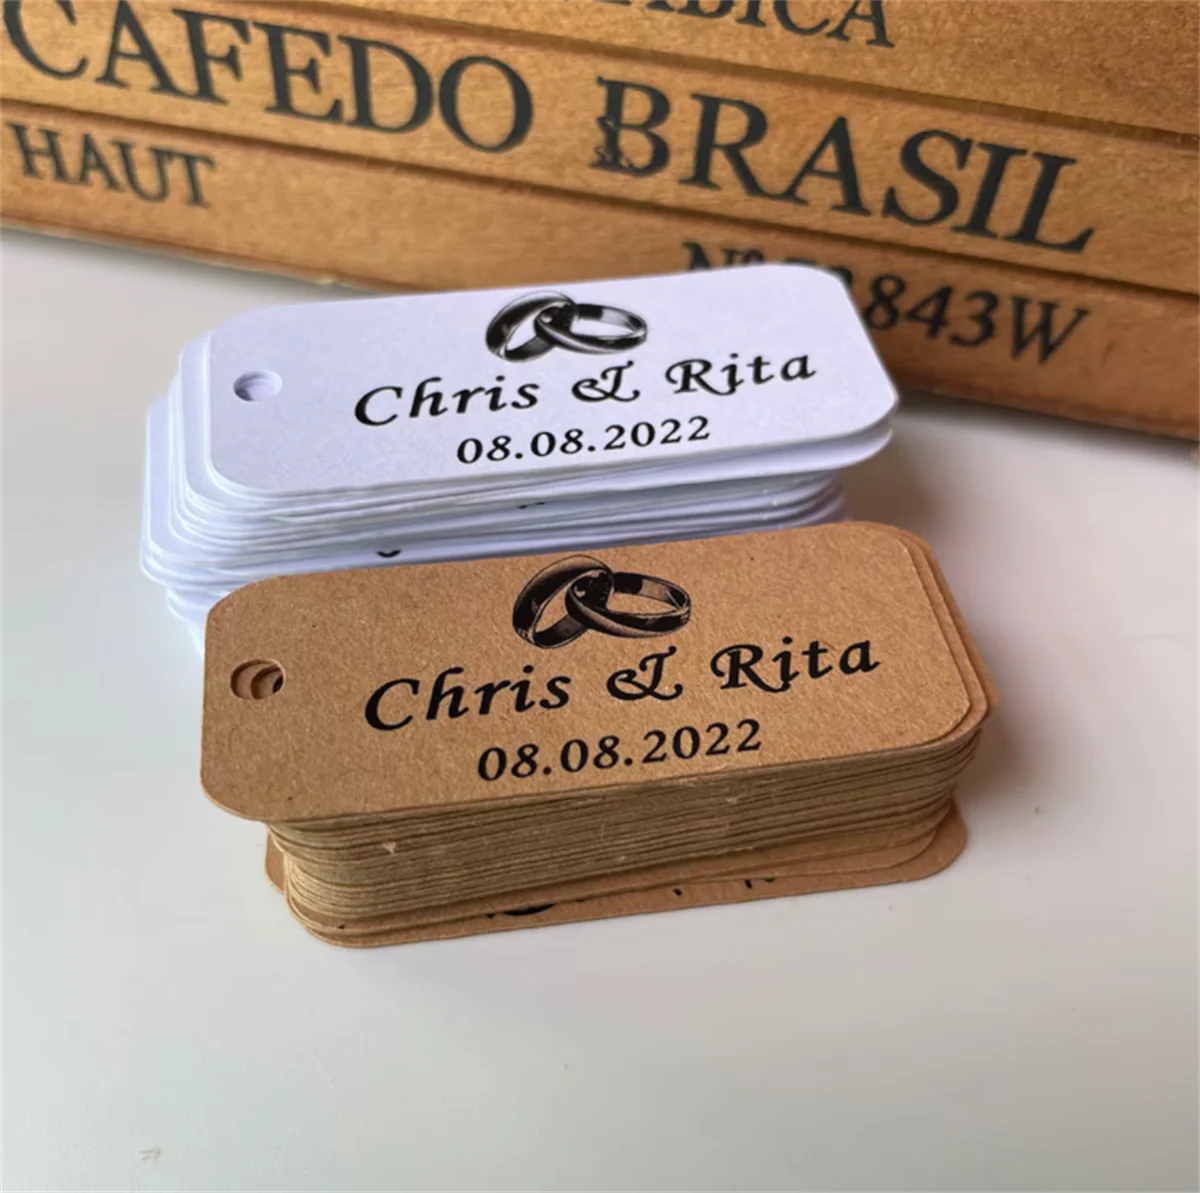 CAFEDO BRASIL
HAUT
843W
Chris & Rita
08.08.2022
Chris & Rita
08.08.2022